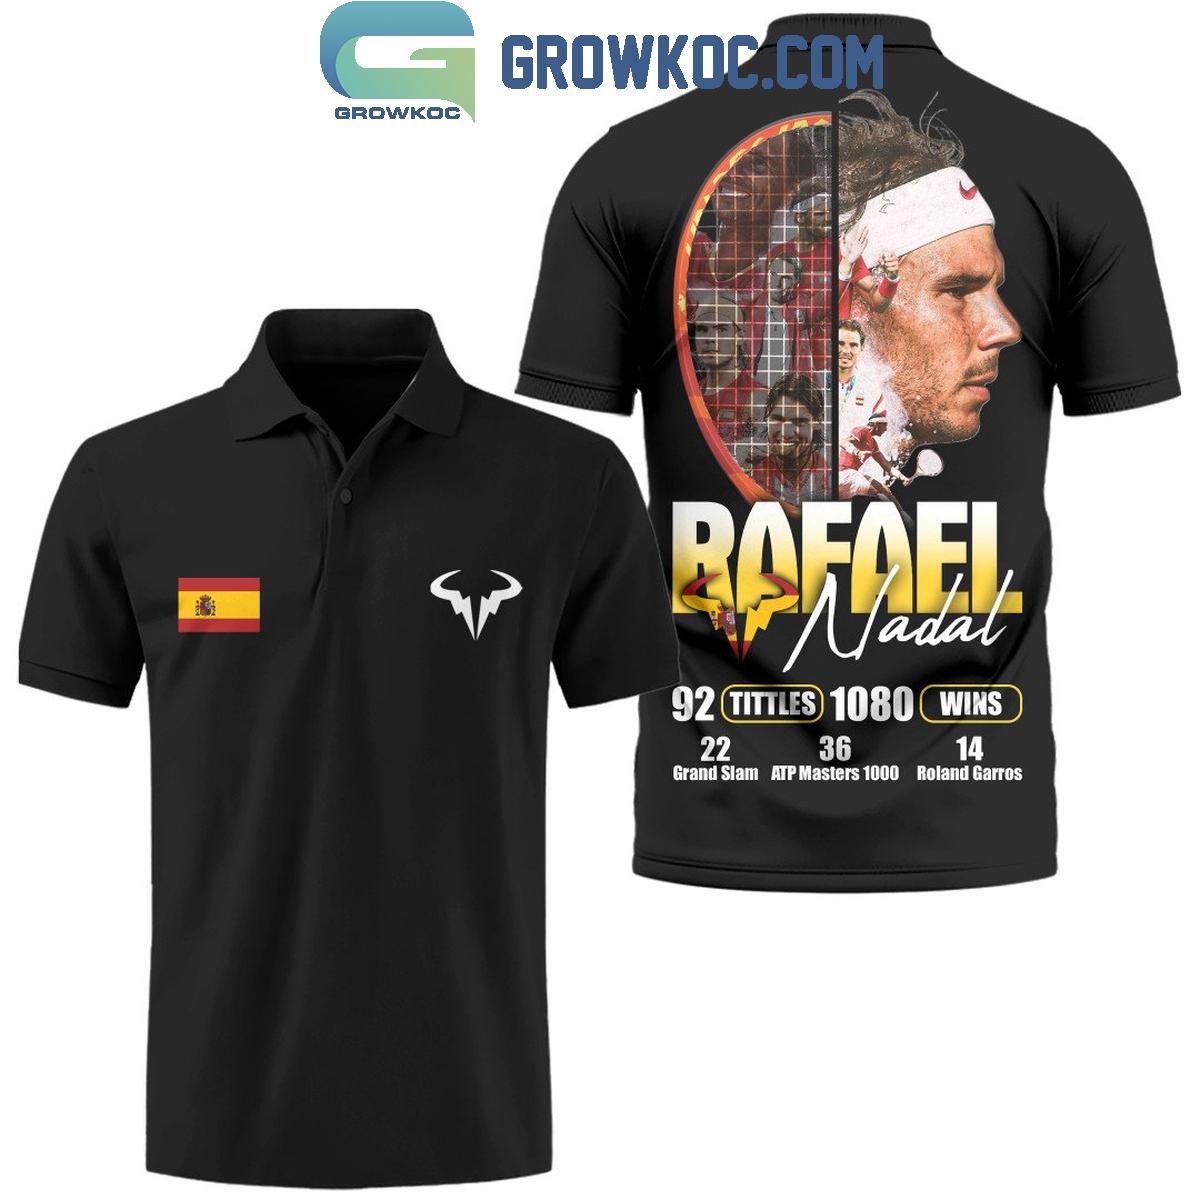 GROWKOC
GROWKOC.COM
RAFAEL
Nadal
92 TITTLES 1080 WINS
22 36 14
Grand Slam ATP Masters 1000 Roland Garros